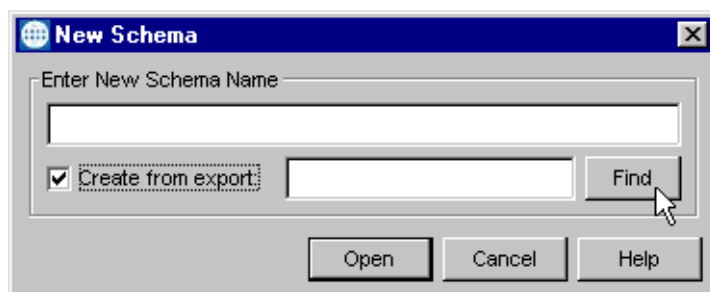 New Schema
Enter New Schema Name
Create from export: Find
Open Cancel Help